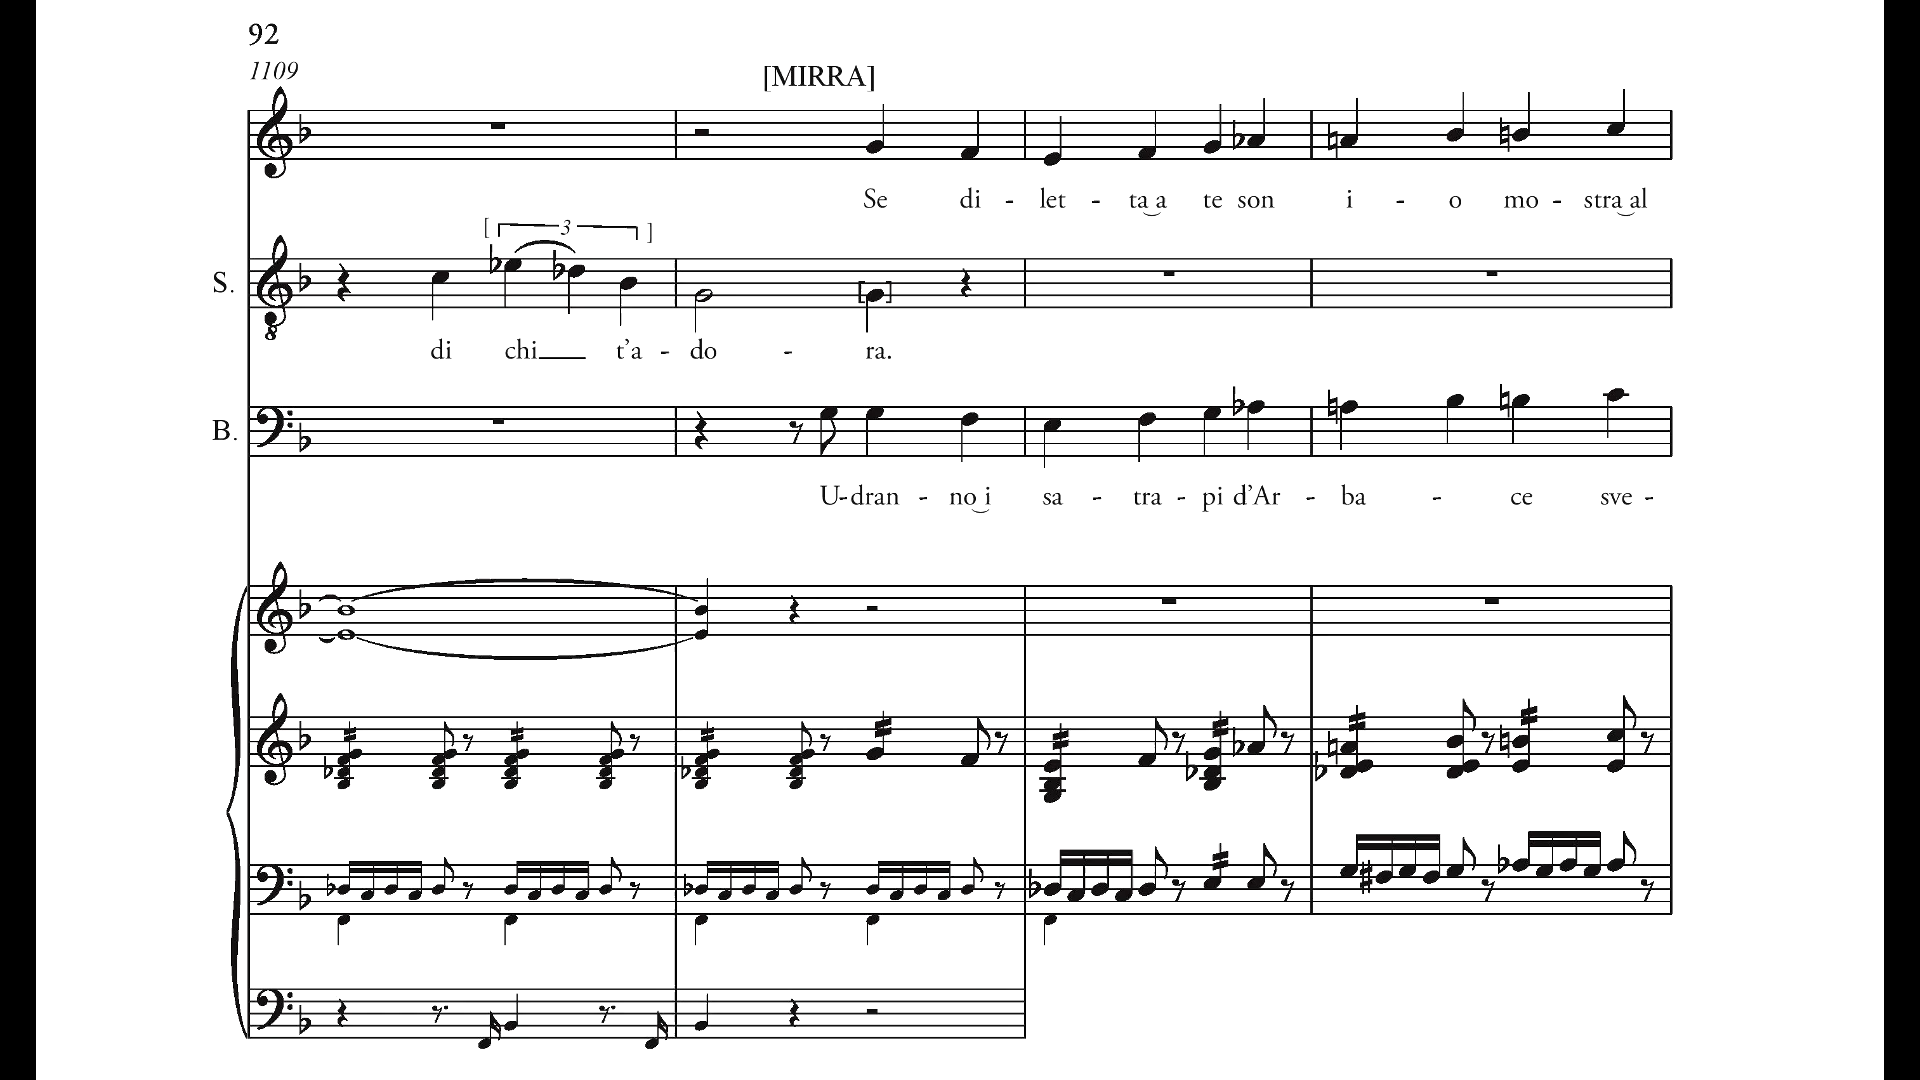 92
1109
[MIRRA]
Se di - let - ta a te son i - o mo - stra al
[ 3 ]
S.
8
di chi t'a - do - ra.
B.
U - dran - no i sa - tra - pi d'Ar - ba - ce sve -